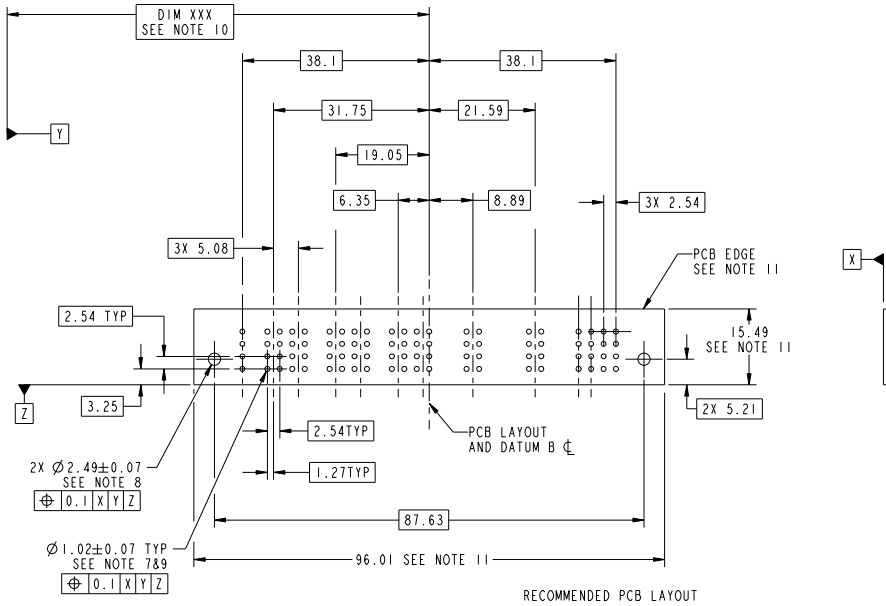 DIM XXX
SEE NOTE 10
38.1
38.1
31.75
21.59
Y
19.05
6.35
8.89
3X 2.54
3X 5.08
PCB EDGE
SEE NOTE 11
X
2.54 TYP
15.49
SEE NOTE 11
3.25
Z
2X 5.21
2.54TYP
PCB LAYOUT
AND DATUM B ℄
1.27TYP
2X Ø2.49±0.07
SEE NOTE 8
⌖ 0.1 X Y Z
87.63
Ø1.02±0.07 TYP
SEE NOTE 7&9
⌖ 0.1 X Y Z
96.01 SEE NOTE 11
RECOMMENDED PCB LAYOUT